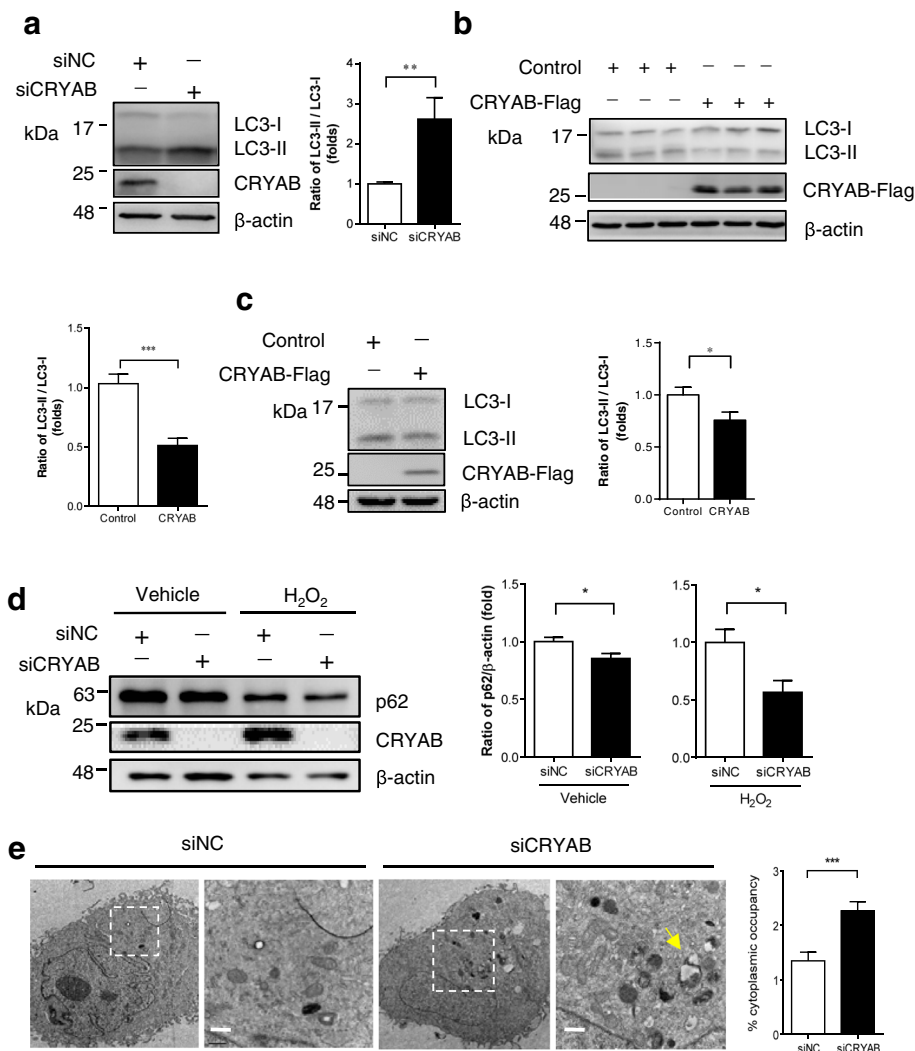 a
siNC + −
siCRYAB − +
kDa
17
25
48
LC3-I
LC3-II
CRYAB
β-actin
Ratio of LC3-II / LC3-I
(folds)
4
3
2
1
0
**
siNC siCRYAB
b
Control + + + − − −
CRYAB-Flag − − − + + +
kDa
17
25
48
LC3-I
LC3-II
CRYAB-Flag
β-actin
Ratio of LC3-II / LC3-I
(folds)
1.5
1.0
0.5
0.0
***
Control CRYAB
c
Control + −
CRYAB-Flag − +
kDa
17
25
48
LC3-I
LC3-II
CRYAB-Flag
β-actin
Ratio of LC3-II / LC3-I
(folds)
1.5
1.0
0.5
0.0
*
Control CRYAB
d
Vehicle H₂O₂
siNC + − + −
siCRYAB − + − +
kDa
63
25
48
p62
CRYAB
β-actin
Ratio of p62/β-actin (fold)
1.5
1.0
0.5
0.0
*
siNC siCRYAB
Vehicle
1.5
1.0
0.5
0.0
*
siNC siCRYAB
H₂O₂
e
siNC siCRYAB
% cytoplasmic occupancy
3
2
1
0
***
siNC siCRYAB